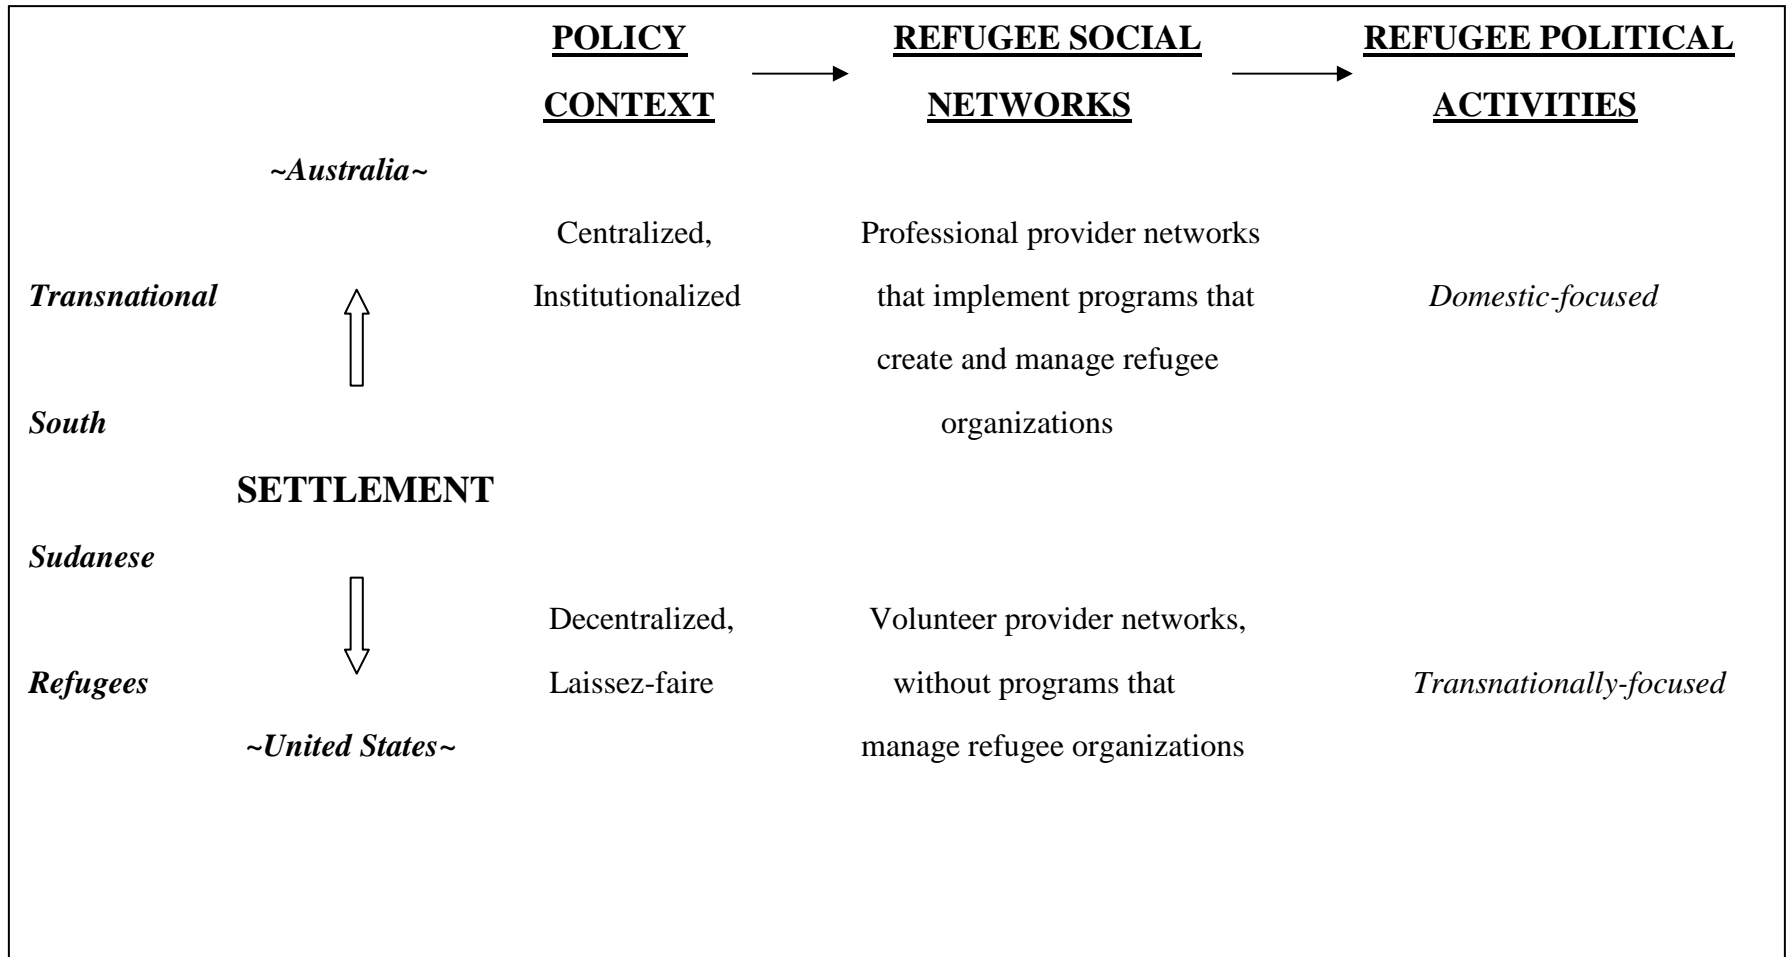 POLICY REFUGEE SOCIAL REFUGEE POLITICAL
CONTEXT NETWORKS ACTIVITIES
~Australia~
Centralized, Professional provider networks
Transnational Institutionalized that implement programs that Domestic-focused
create and manage refugee
South organizations
SETTLEMENT
Sudanese
Decentralized, Volunteer provider networks,
Refugees Laissez-faire without programs that Transnationally-focused
~United States~ manage refugee organizations